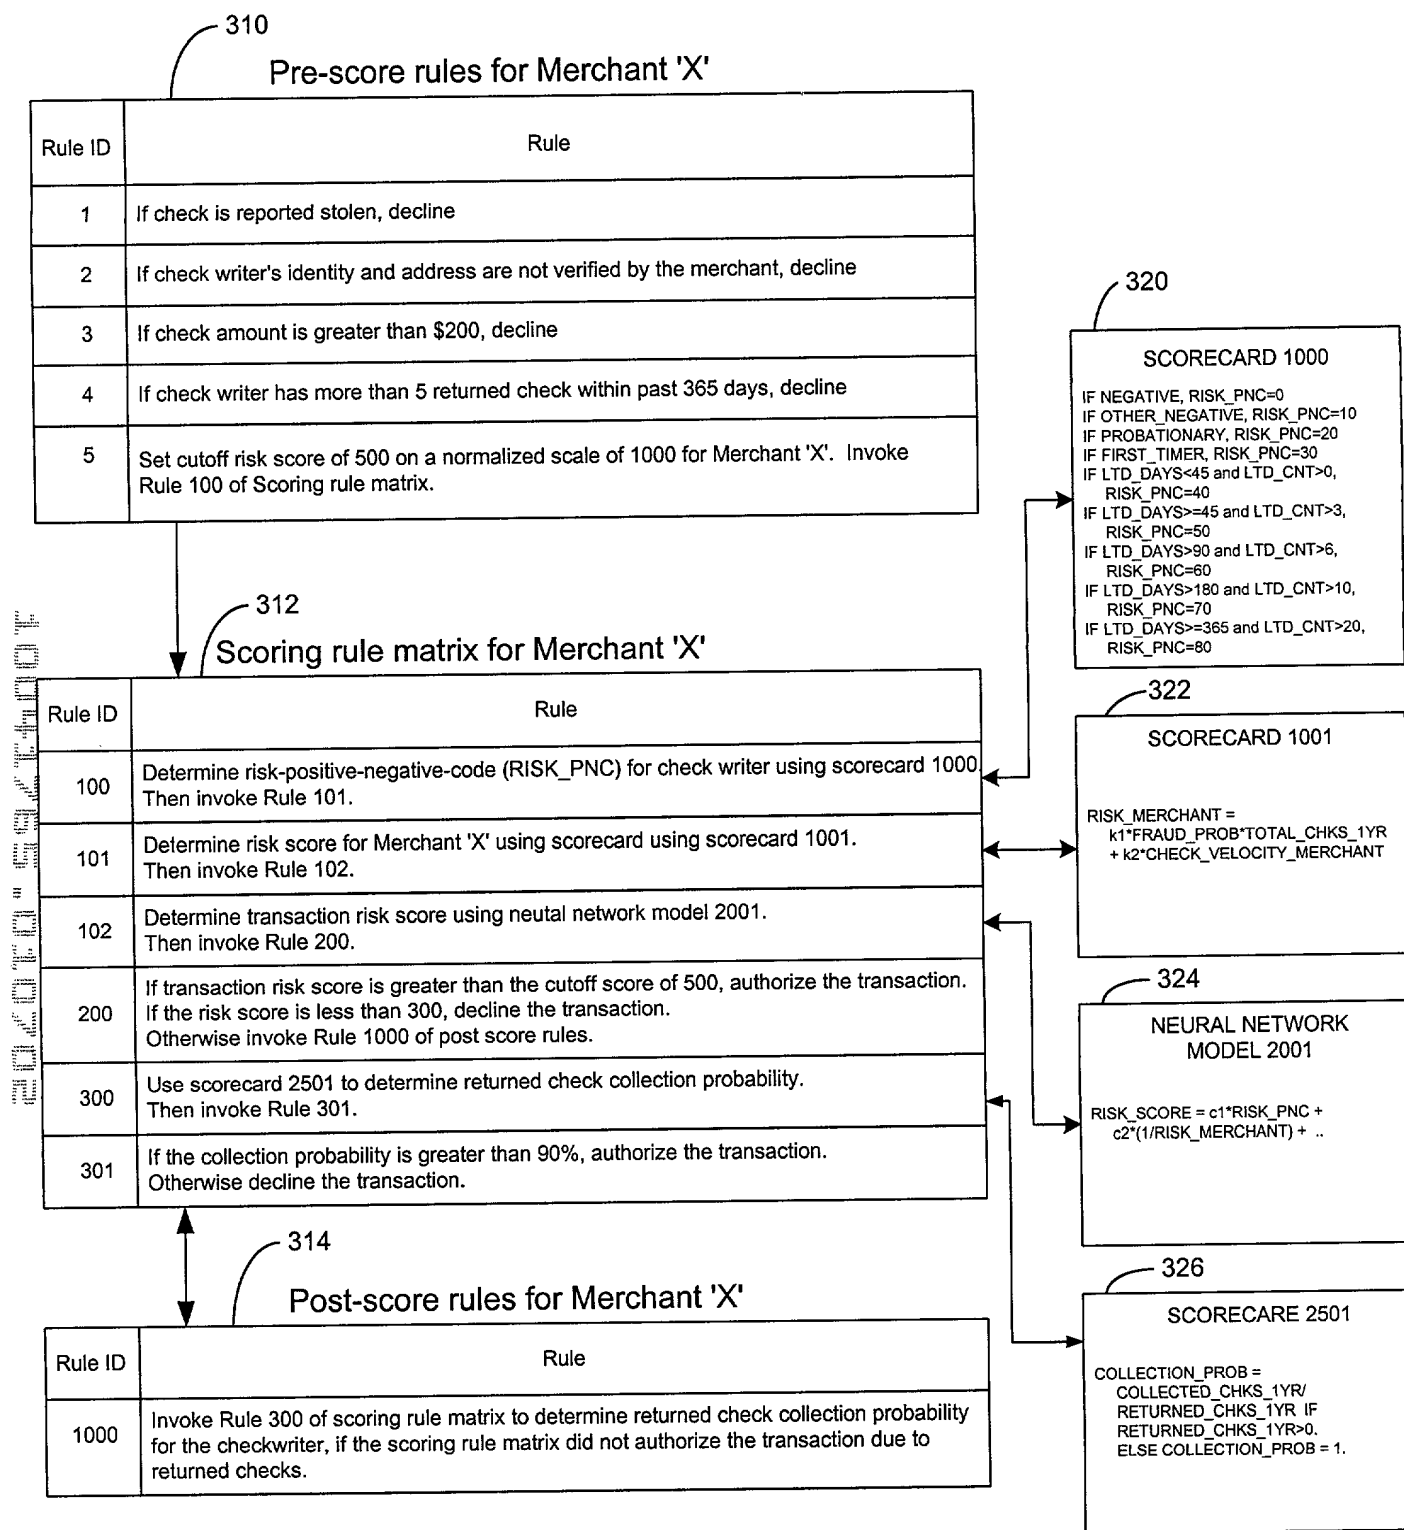 310
Pre-score rules for Merchant 'X'
Rule ID
Rule
1
If check is reported stolen, decline
2
If check writer's identity and address are not verified by the merchant, decline
3
If check amount is greater than $200, decline
4
If check writer has more than 5 returned check within past 365 days, decline
5
Set cutoff risk score of 500 on a normalized scale of 1000 for Merchant 'X'. Invoke
Rule 100 of Scoring rule matrix.
312
Scoring rule matrix for Merchant 'X'
Rule ID
Rule
100
Determine risk-positive-negative-code (RISK_PNC) for check writer using scorecard 1000.
Then invoke Rule 101.
101
Determine risk score for Merchant 'X' using scorecard using scorecard 1001.
Then invoke Rule 102.
102
Determine transaction risk score using neutal network model 2001.
Then invoke Rule 200.
200
If transaction risk score is greater than the cutoff score of 500, authorize the transaction.
If the risk score is less than 300, decline the transaction.
Otherwise invoke Rule 1000 of post score rules.
300
Use scorecard 2501 to determine returned check collection probability.
Then invoke Rule 301.
301
If the collection probability is greater than 90%, authorize the transaction.
Otherwise decline the transaction.
314
Post-score rules for Merchant 'X'
Rule ID
Rule
1000
Invoke Rule 300 of scoring rule matrix to determine returned check collection probability
for the checkwriter, if the scoring rule matrix did not authorize the transaction due to
returned checks.
320
SCORECARD 1000
IF NEGATIVE, RISK_PNC=0
IF OTHER_NEGATIVE, RISK_PNC=10
IF PROBATIONARY, RISK_PNC=20
IF FIRST_TIMER, RISK_PNC=30
IF LTD_DAYS<45 and LTD_CNT>0,
RISK_PNC=40
IF LTD_DAYS>=45 and LTD_CNT>3,
RISK_PNC=50
IF LTD_DAYS>90 and LTD_CNT>6,
RISK_PNC=60
IF LTD_DAYS>180 and LTD_CNT>10,
RISK_PNC=70
IF LTD_DAYS>=365 and LTD_CNT>20,
RISK_PNC=80
322
SCORECARD 1001
RISK_MERCHANT =
k1*FRAUD_PROB*TOTAL_CHKS_1YR
+ k2*CHECK_VELOCITY_MERCHANT
324
NEURAL NETWORK
MODEL 2001
RISK_SCORE = c1*RISK_PNC +
c2*(1/RISK_MERCHANT) + ..
326
SCORECARE 2501
COLLECTION_PROB =
COLLECTED_CHKS_1YR/
RETURNED_CHKS_1YR IF
RETURNED_CHKS_1YR>0.
ELSE COLLECTION_PROB = 1.